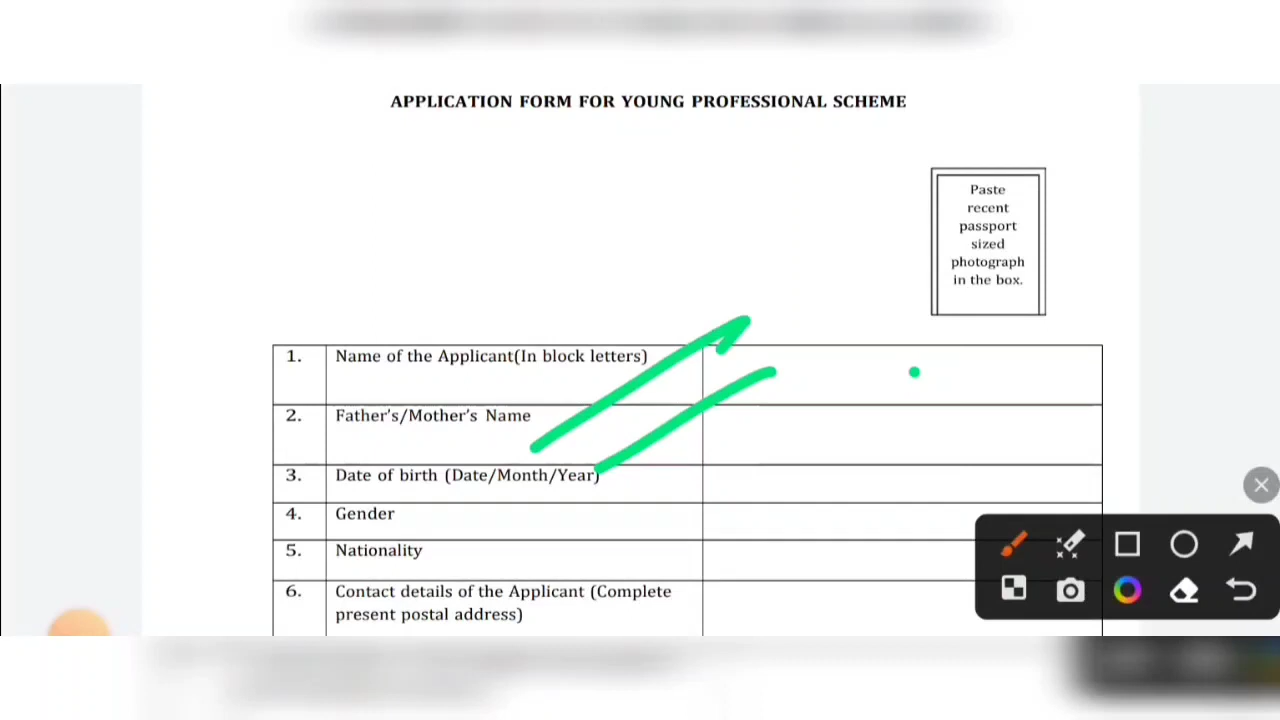 APPLICATION FORM FOR YOUNG PROFESSIONAL SCHEME
Paste
recent
passport
sized
photograph
in the box.
1. Name of the Applicant(In block letters)
2. Father's/Mother's Name
3. Date of birth (Date/Month/Year)
4. Gender
5. Nationality
6. Contact details of the Applicant (Complete
present postal address)